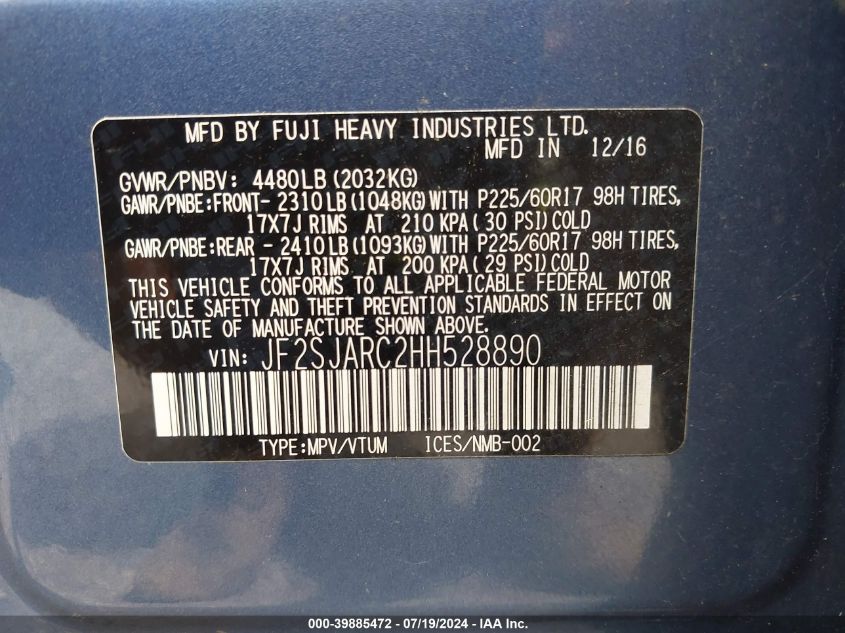 MFD BY FUJI HEAVY INDUSTRIES LTD.
MFD IN 12/16
GVWR/PNBV: 4480LB (2032KG)
GAWR/PNBE:FRONT- 2310LB (1048KG) WITH P225/60R17 98H TIRES,
17X7J RIMS AT 210 KPA ( 30 PSI) COLD
GAWR/PNBE:REAR - 2410LB (1093KG) WITH P225/60R17 98H TIRES,
17X7J RIMS AT 200 KPA ( 29 PSI) COLD
THIS VEHICLE CONFORMS TO ALL APPLICABLE FEDERAL MOTOR
VEHICLE SAFETY AND THEFT PREVENTION STANDARDS IN EFFECT ON
THE DATE OF MANUFACTURE SHOWN ABOVE.
VIN: JF2SJARC2HH528890
TYPE:MPV/VTUM ICES/NMB-002
000-39885472 - 07/19/2024 - IAA Inc.